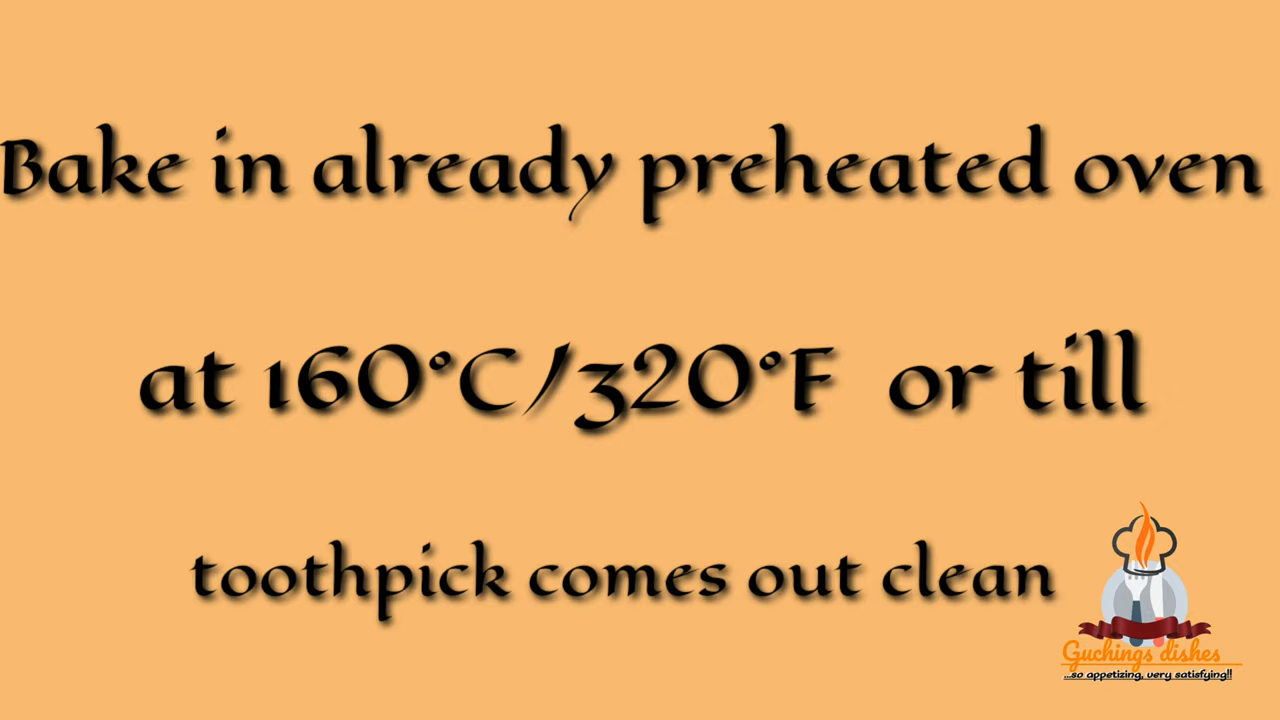 Bake in already preheated oven
at 160°C/320°F or till
toothpick comes out clean
Guchings dishes
...so appetizing, very satisfying!!